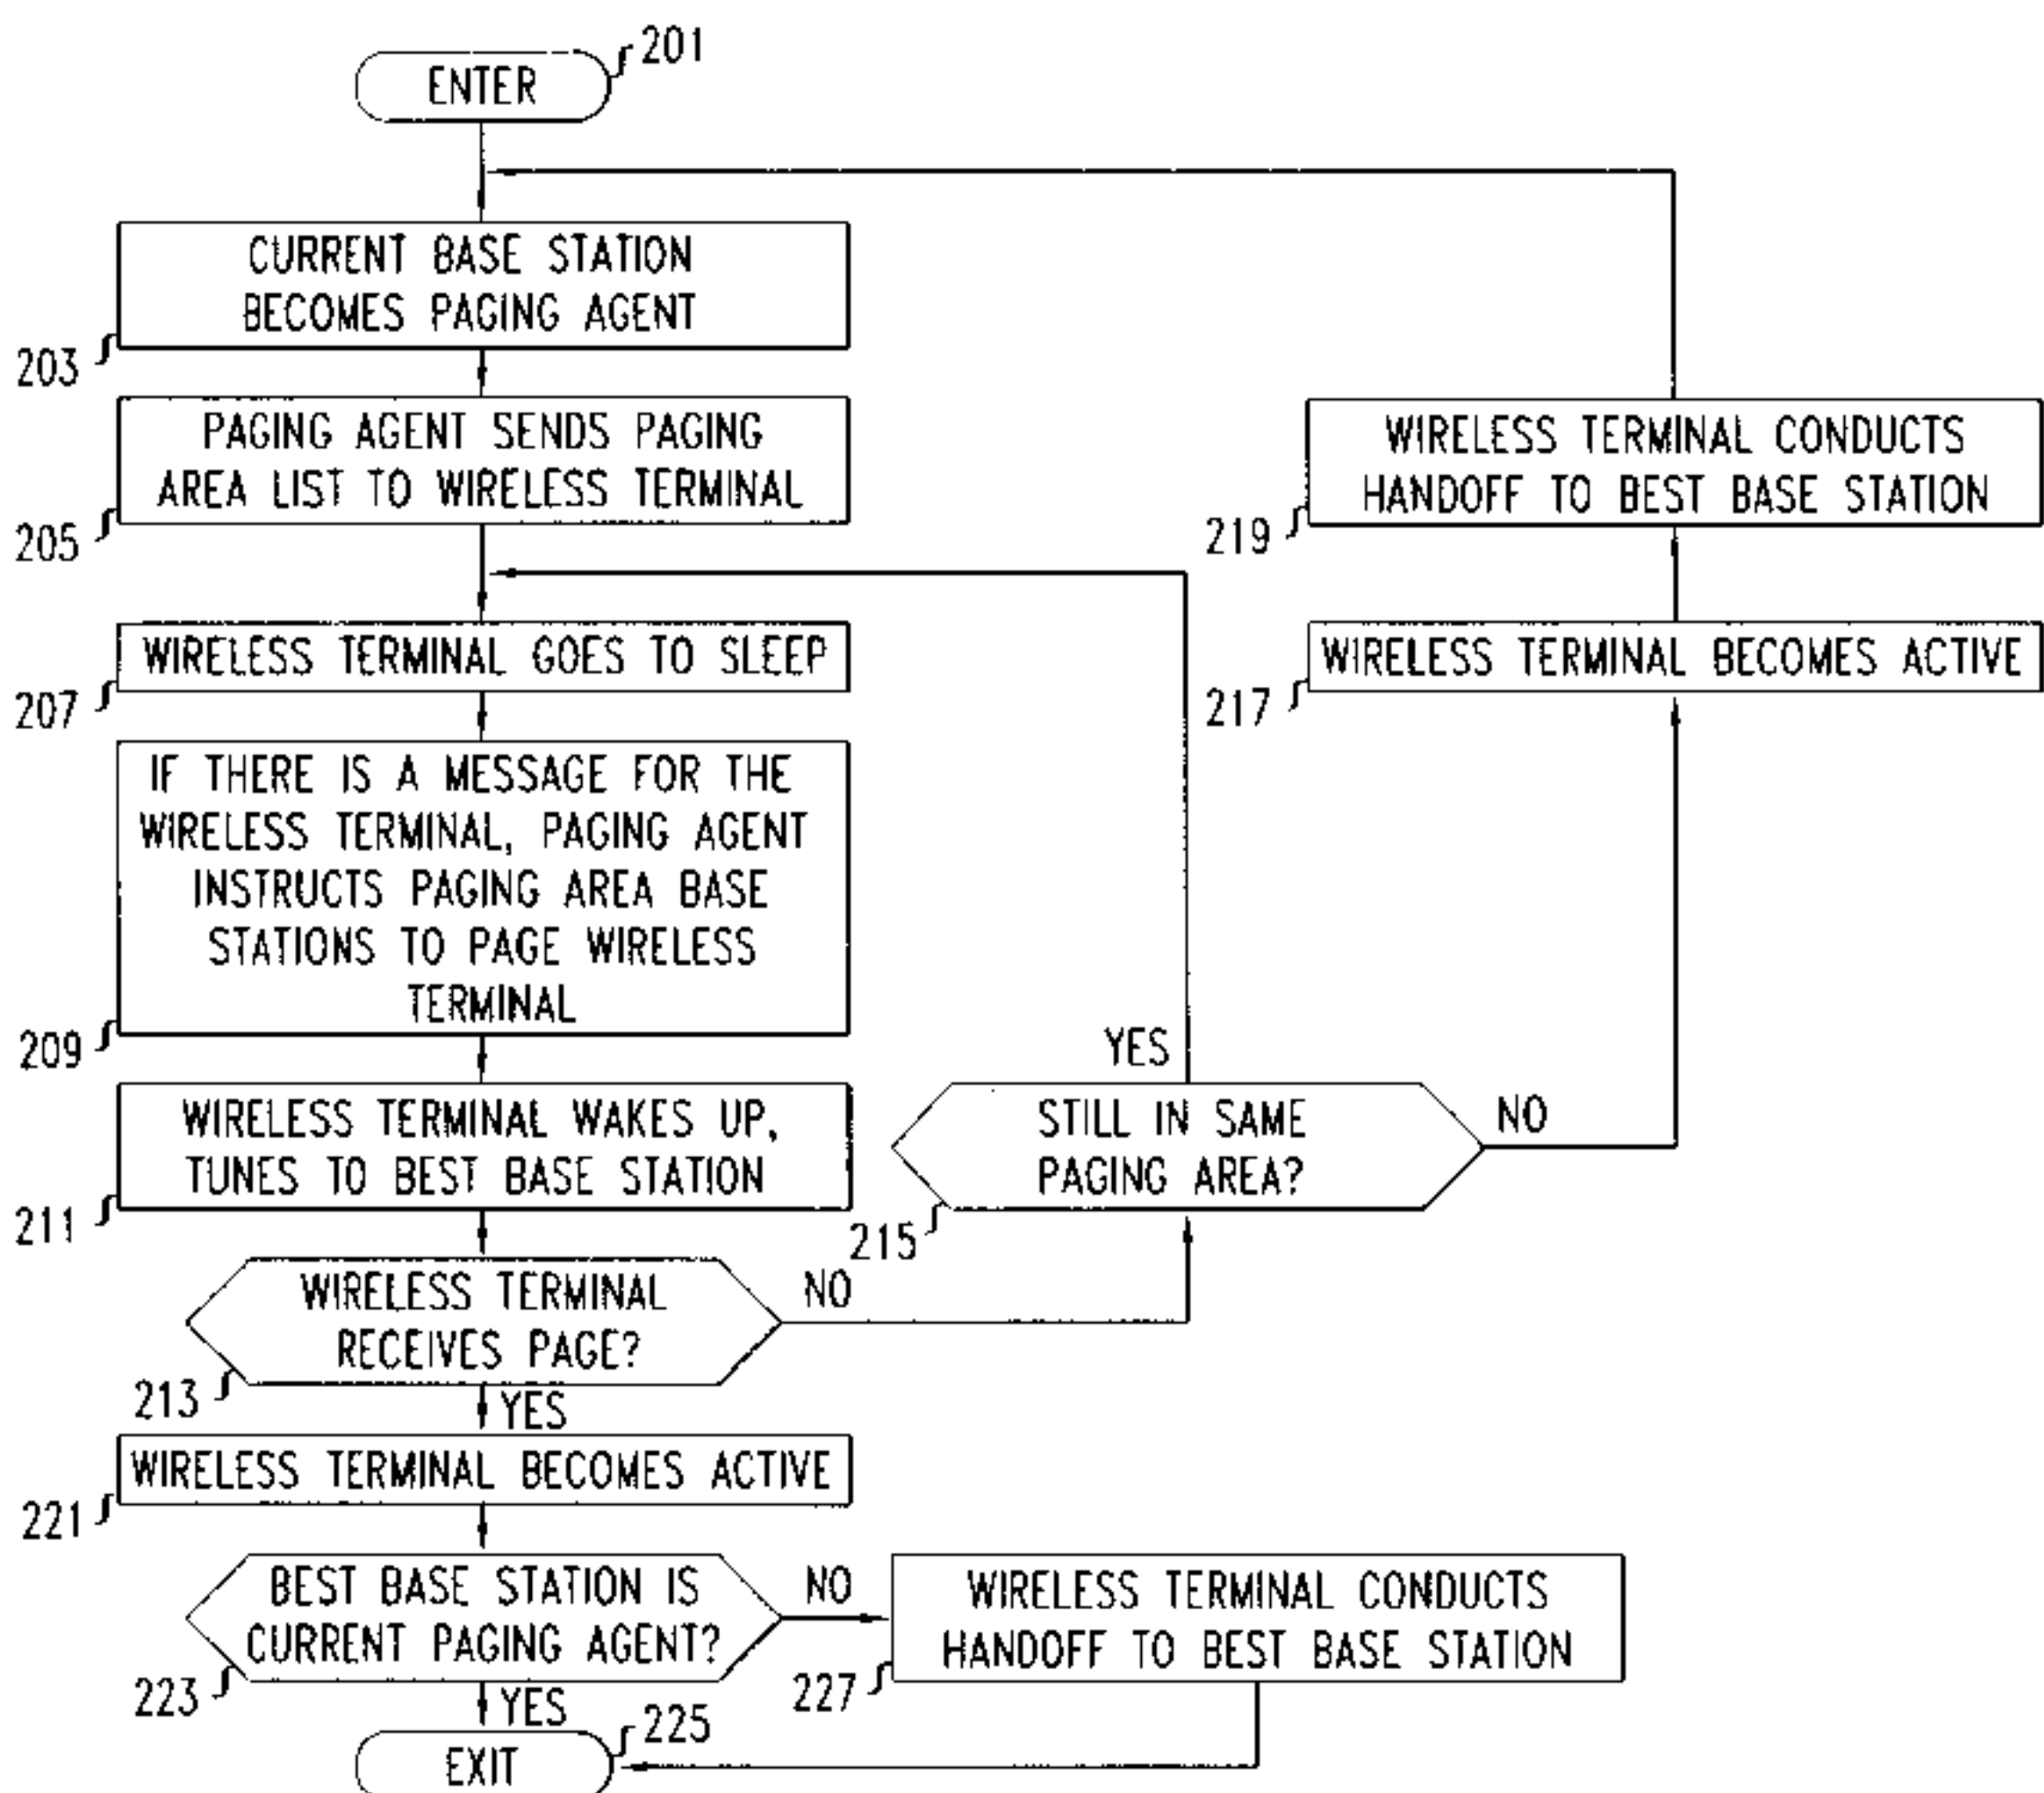 ENTER
201
CURRENT BASE STATION
BECOMES PAGING AGENT
203
PAGING AGENT SENDS PAGING
AREA LIST TO WIRELESS TERMINAL
205
WIRELESS TERMINAL CONDUCTS
HANDOFF TO BEST BASE STATION
219
WIRELESS TERMINAL GOES TO SLEEP
207
WIRELESS TERMINAL BECOMES ACTIVE
217
IF THERE IS A MESSAGE FOR THE
WIRELESS TERMINAL, PAGING AGENT
INSTRUCTS PAGING AREA BASE
STATIONS TO PAGE WIRELESS
TERMINAL
209
WIRELESS TERMINAL WAKES UP,
TUNES TO BEST BASE STATION
211
YES
STILL IN SAME
PAGING AREA?
NO
215
WIRELESS TERMINAL
RECEIVES PAGE?
NO
213
YES
WIRELESS TERMINAL BECOMES ACTIVE
221
BEST BASE STATION IS
CURRENT PAGING AGENT?
NO
223
WIRELESS TERMINAL CONDUCTS
HANDOFF TO BEST BASE STATION
227
YES
225
EXIT